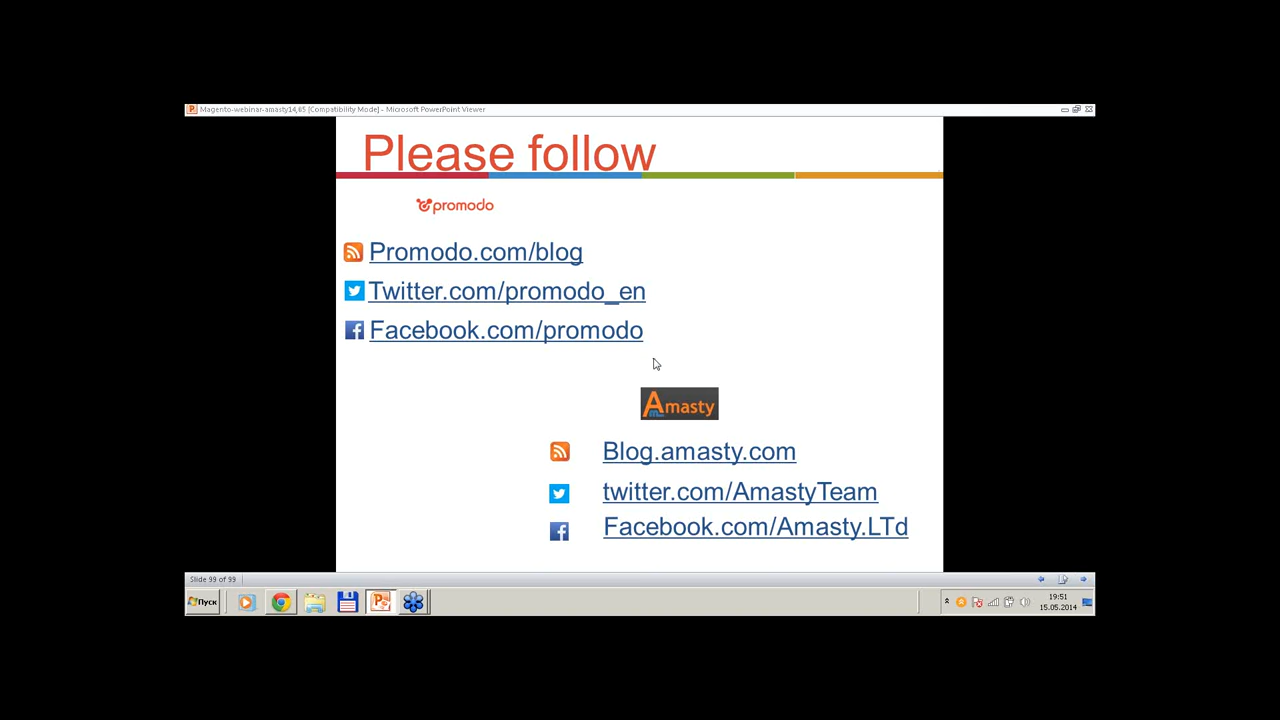 Magento-webinar-amasty14,05 [Compatibility Mode] - Microsoft PowerPoint Viewer
Please follow
promodo
Promodo.com/blog
Twitter.com/promodo_en
Facebook.com/promodo
Amasty
Blog.amasty.com
twitter.com/AmastyTeam
Facebook.com/Amasty.LTd
Slide 99 of 99
Пуск
19:51
15.05.2014